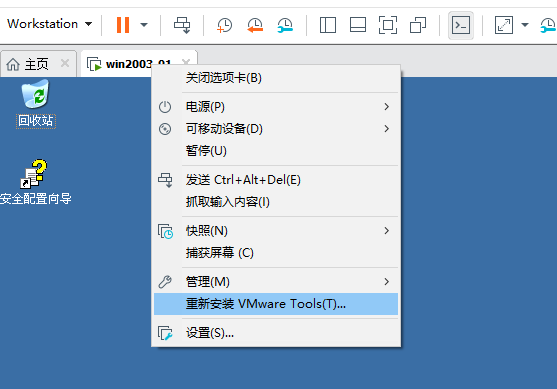 Workstation
主页
win2003-01
关闭选项卡(B)
回收站
电源(P)
可移动设备(D)
暂停(U)
发送 Ctrl+Alt+Del(E)
安全配置向导
抓取输入内容(I)
快照(N)
捕获屏幕 (C)
管理(M)
重新安装 VMware Tools(T)...
设置(S)...